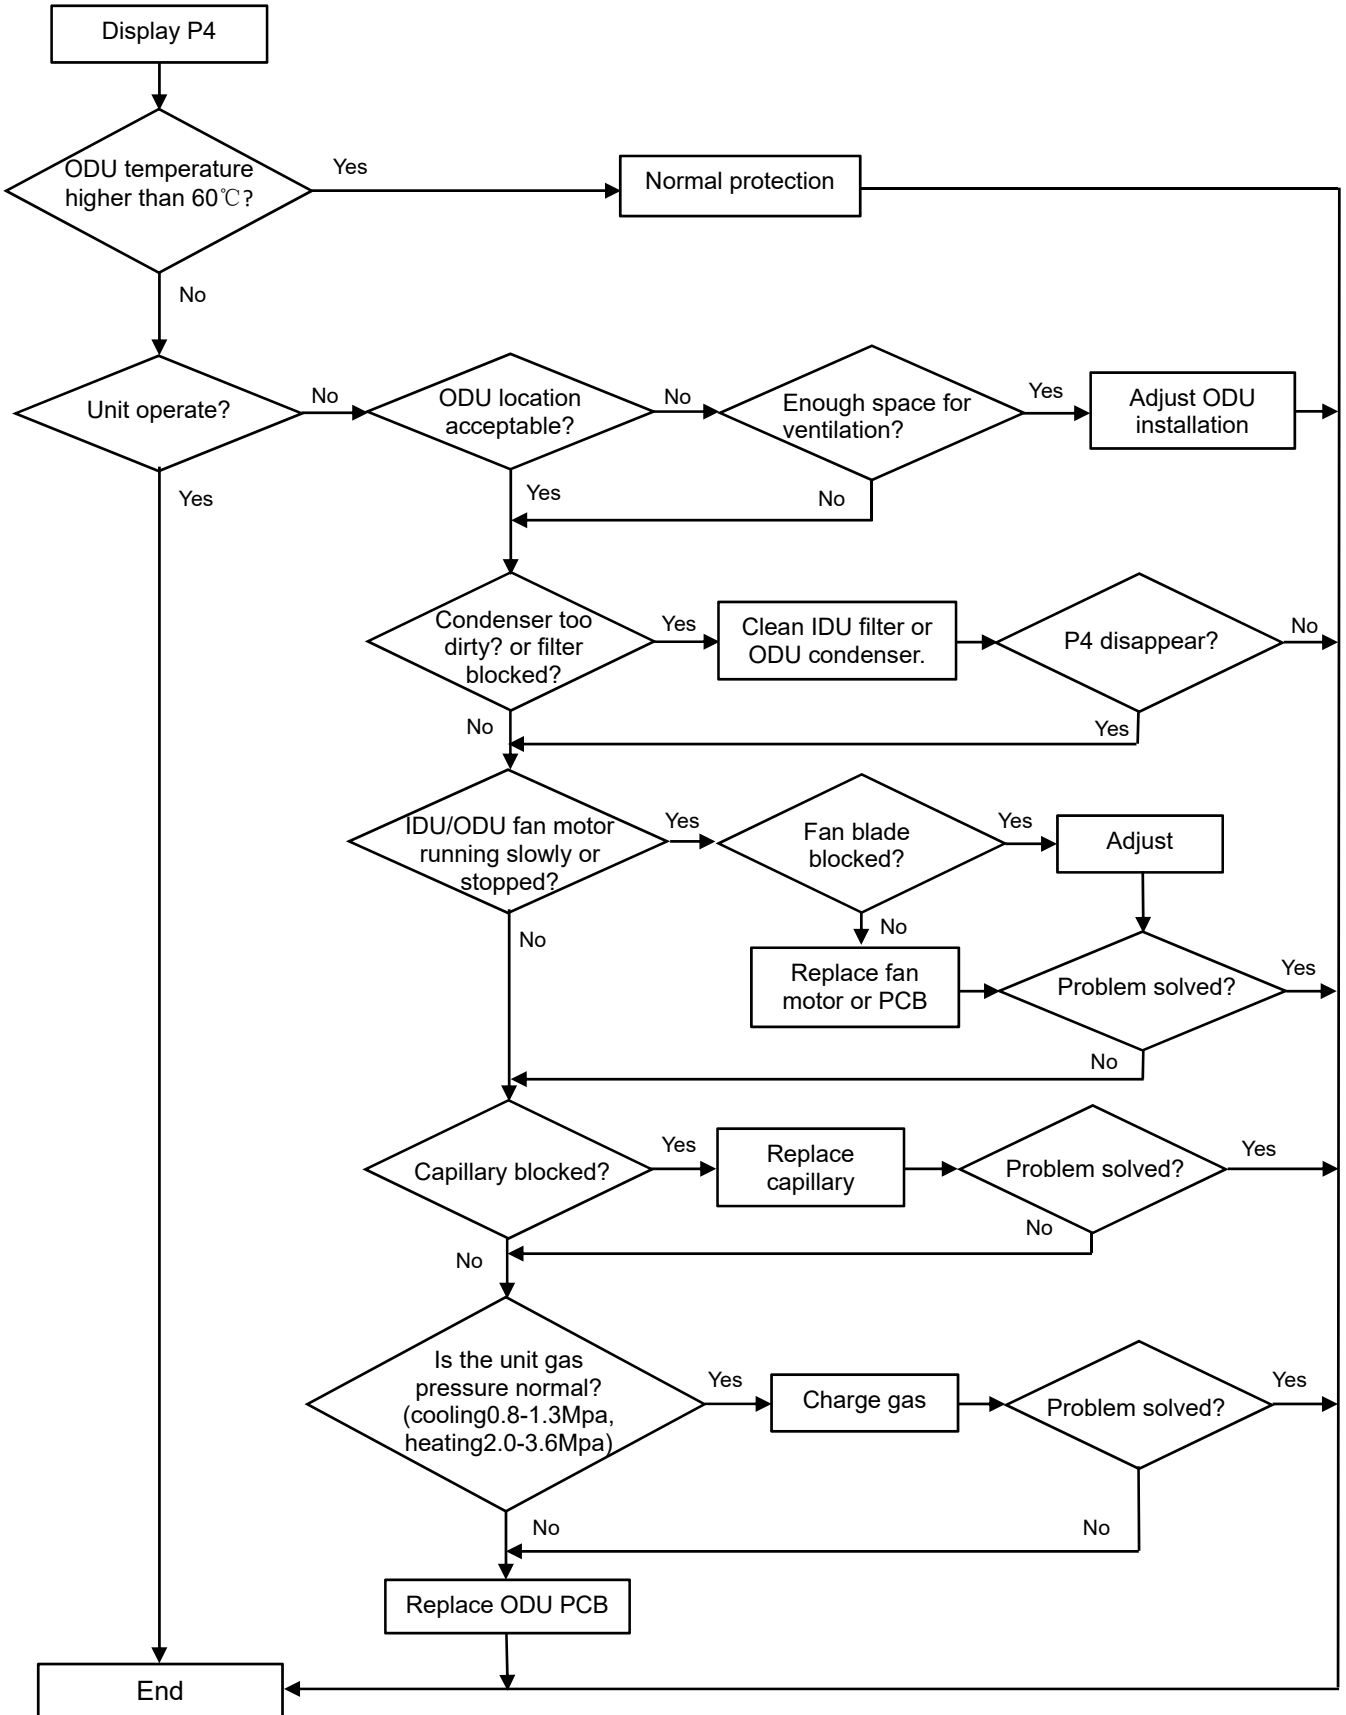 Display P4
ODU temperature
higher than 60℃?
Yes
Normal protection
No
Unit operate?
No
ODU location
acceptable?
No
Enough space for
ventilation?
Yes
Adjust ODU
installation
Yes
Yes
No
Condenser too
dirty? or filter
blocked?
Yes
Clean IDU filter or
ODU condenser.
P4 disappear?
No
No
Yes
IDU/ODU fan motor
running slowly or
stopped?
Yes
Fan blade
blocked?
Yes
Adjust
No
No
Replace fan
motor or PCB
Problem solved?
Yes
No
Capillary blocked?
Yes
Replace
capillary
Problem solved?
Yes
No
No
Is the unit gas
pressure normal?
(cooling0.8-1.3Mpa,
heating2.0-3.6Mpa)
Yes
Charge gas
Problem solved?
Yes
No
No
Replace ODU PCB
End